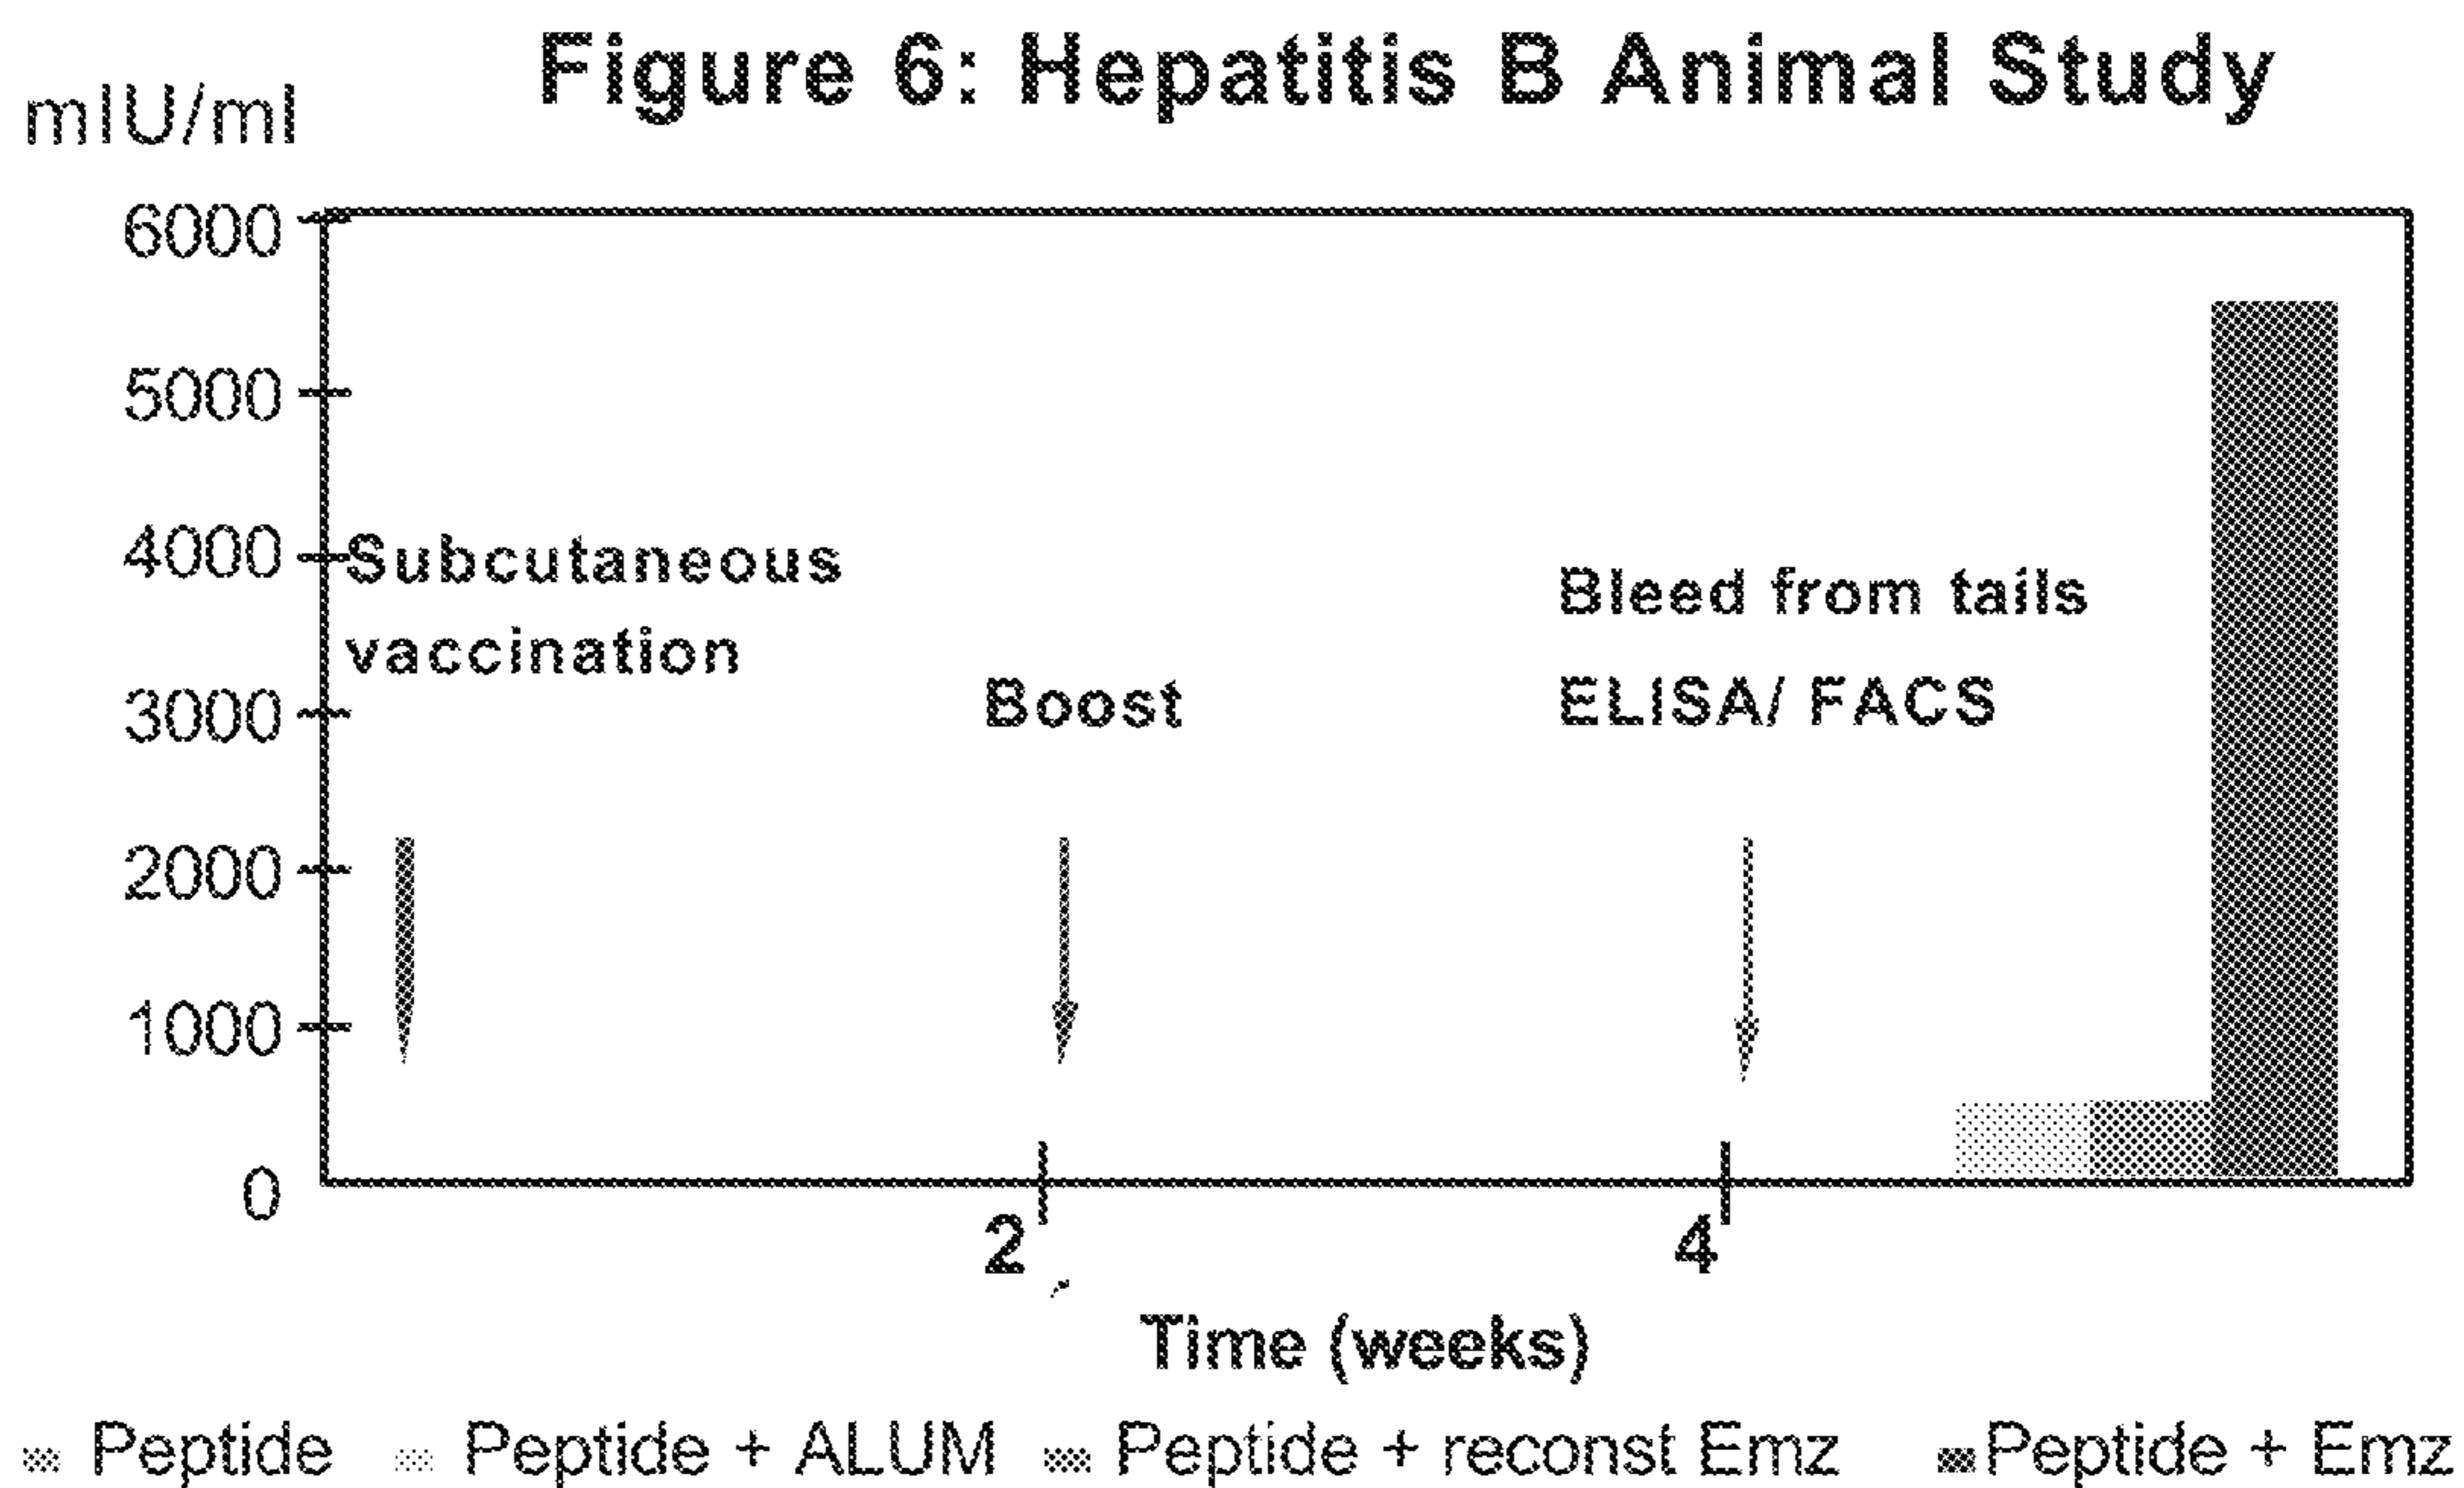 Figure 6: Hepatitis B Animal Study
mIU/ml
6000
5000
4000
3000
2000
1000
0
Subcutaneous
vaccination
Boost
Bleed from tails
ELISA/ FACS
2
4
Time (weeks)
Peptide
Peptide + ALUM
Peptide + reconst Emz
Peptide + Emz